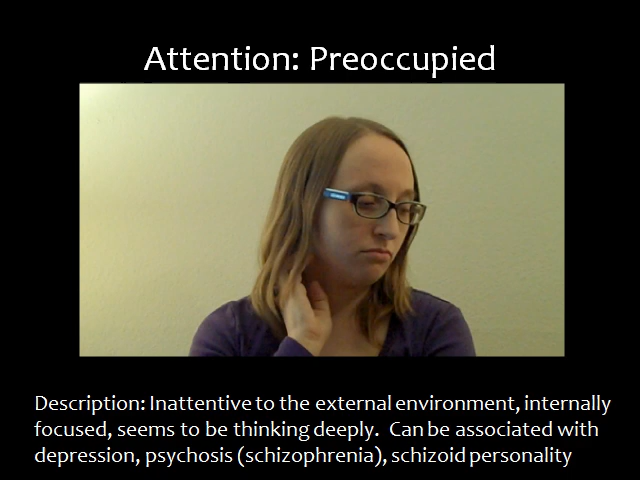 Attention: Preoccupied
Description: Inattentive to the external environment, internally
focused, seems to be thinking deeply.  Can be associated with
depression, psychosis (schizophrenia), schizoid personality